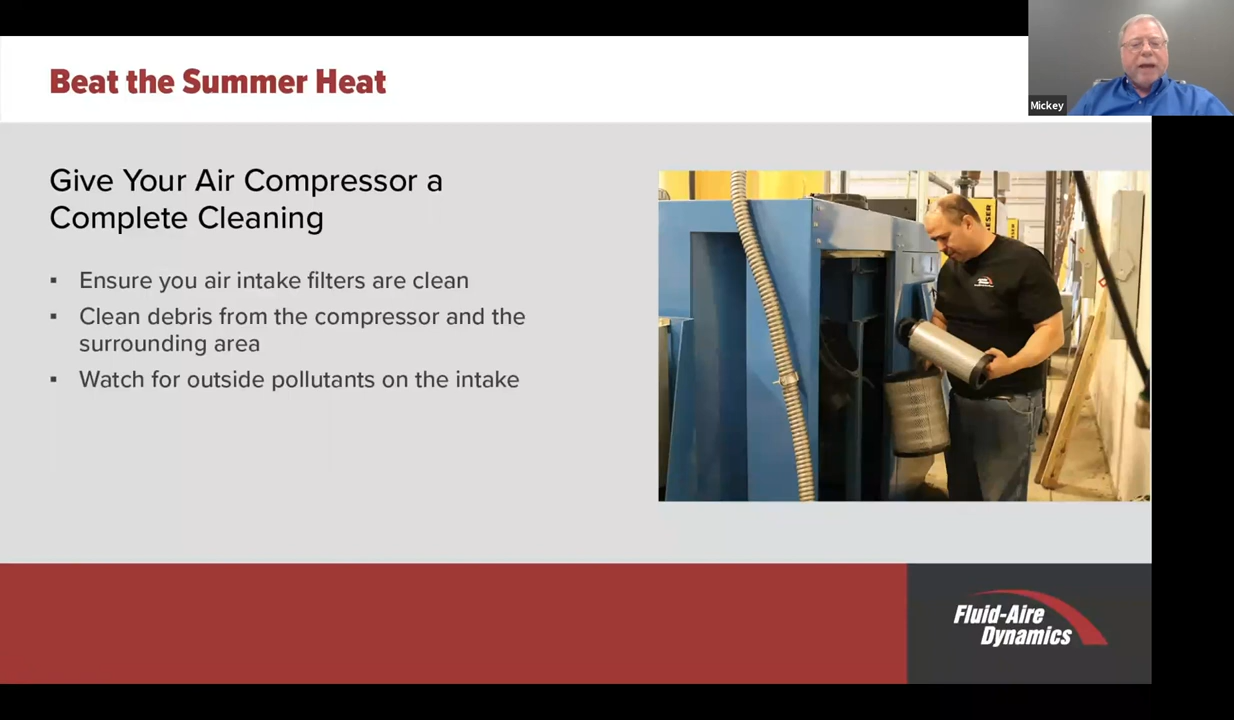 Beat the Summer Heat
Mickey
Give Your Air Compressor a
Complete Cleaning
▪ Ensure you air intake filters are clean
▪ Clean debris from the compressor and the
surrounding area
▪ Watch for outside pollutants on the intake
Fluid-Aire
Dynamics